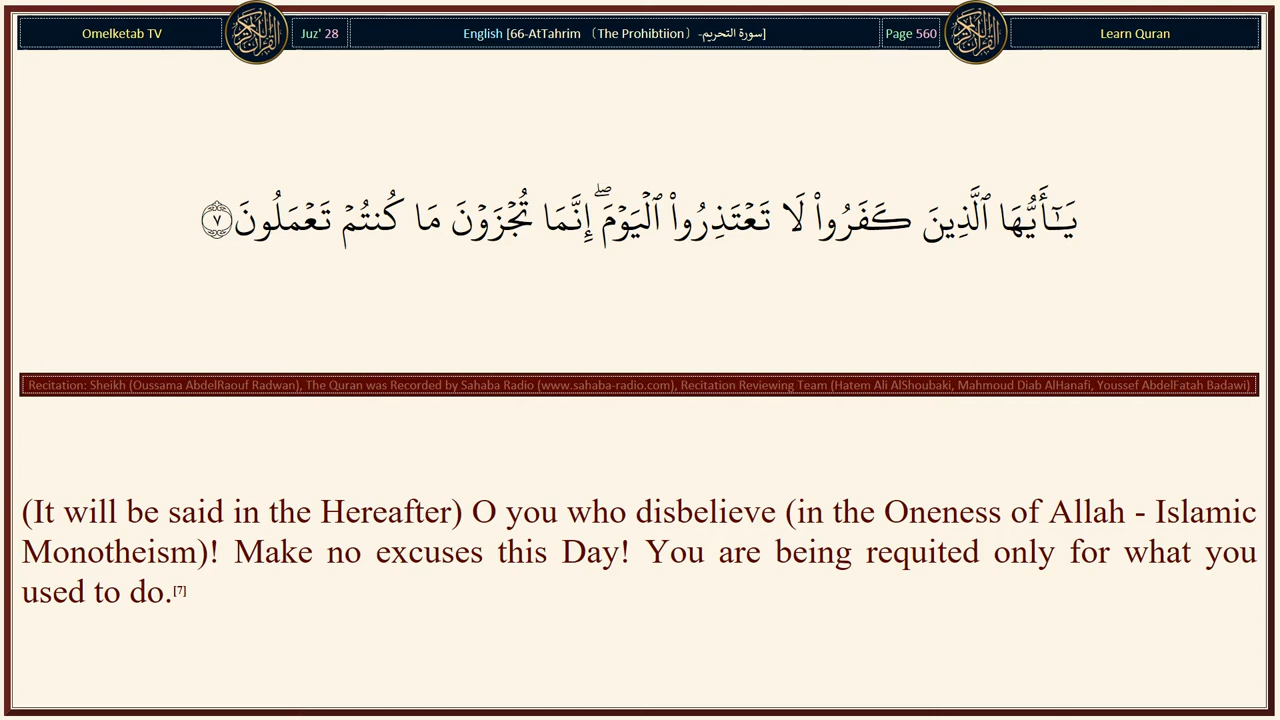 Omelketab TV
Juz' 28
English [66-AtTahrim （The Prohibtiion）-سورة التحريم]
Page 560
Learn Quran
يَـٰٓأَيُّهَا ٱلَّذِينَ كَفَرُوا۟ لَا تَعْتَذِرُوا۟ ٱلْيَوْمَ ۖ إِنَّمَا تُجْزَوْنَ مَا كُنتُمْ تَعْمَلُونَ ٧
Recitation: Sheikh (Oussama AbdelRaouf Radwan), The Quran was Recorded by Sahaba Radio (www.sahaba-radio.com), Recitation Reviewing Team (Hatem Ali AlShoubaki, Mahmoud Diab AlHanafi, Youssef AbdelFatah Badawi)
(It will be said in the Hereafter) O you who disbelieve (in the Oneness of Allah - Islamic
Monotheism)! Make no excuses this Day! You are being requited only for what you
used to do.[7]